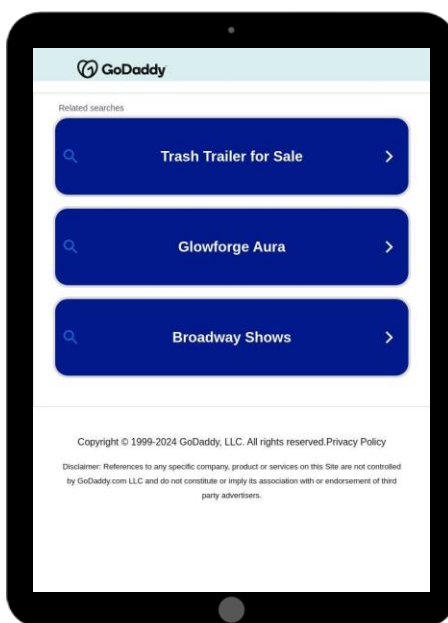 GoDaddy
Related searches
Trash Trailer for Sale
Glowforge Aura
Broadway Shows
Copyright © 1999-2024 GoDaddy, LLC. All rights reserved.Privacy Policy
Disclaimer: References to any specific company, product or services on this Site are not controlled
by GoDaddy.com LLC and do not constitute or imply its association with or endorsement of third
party advertisers.